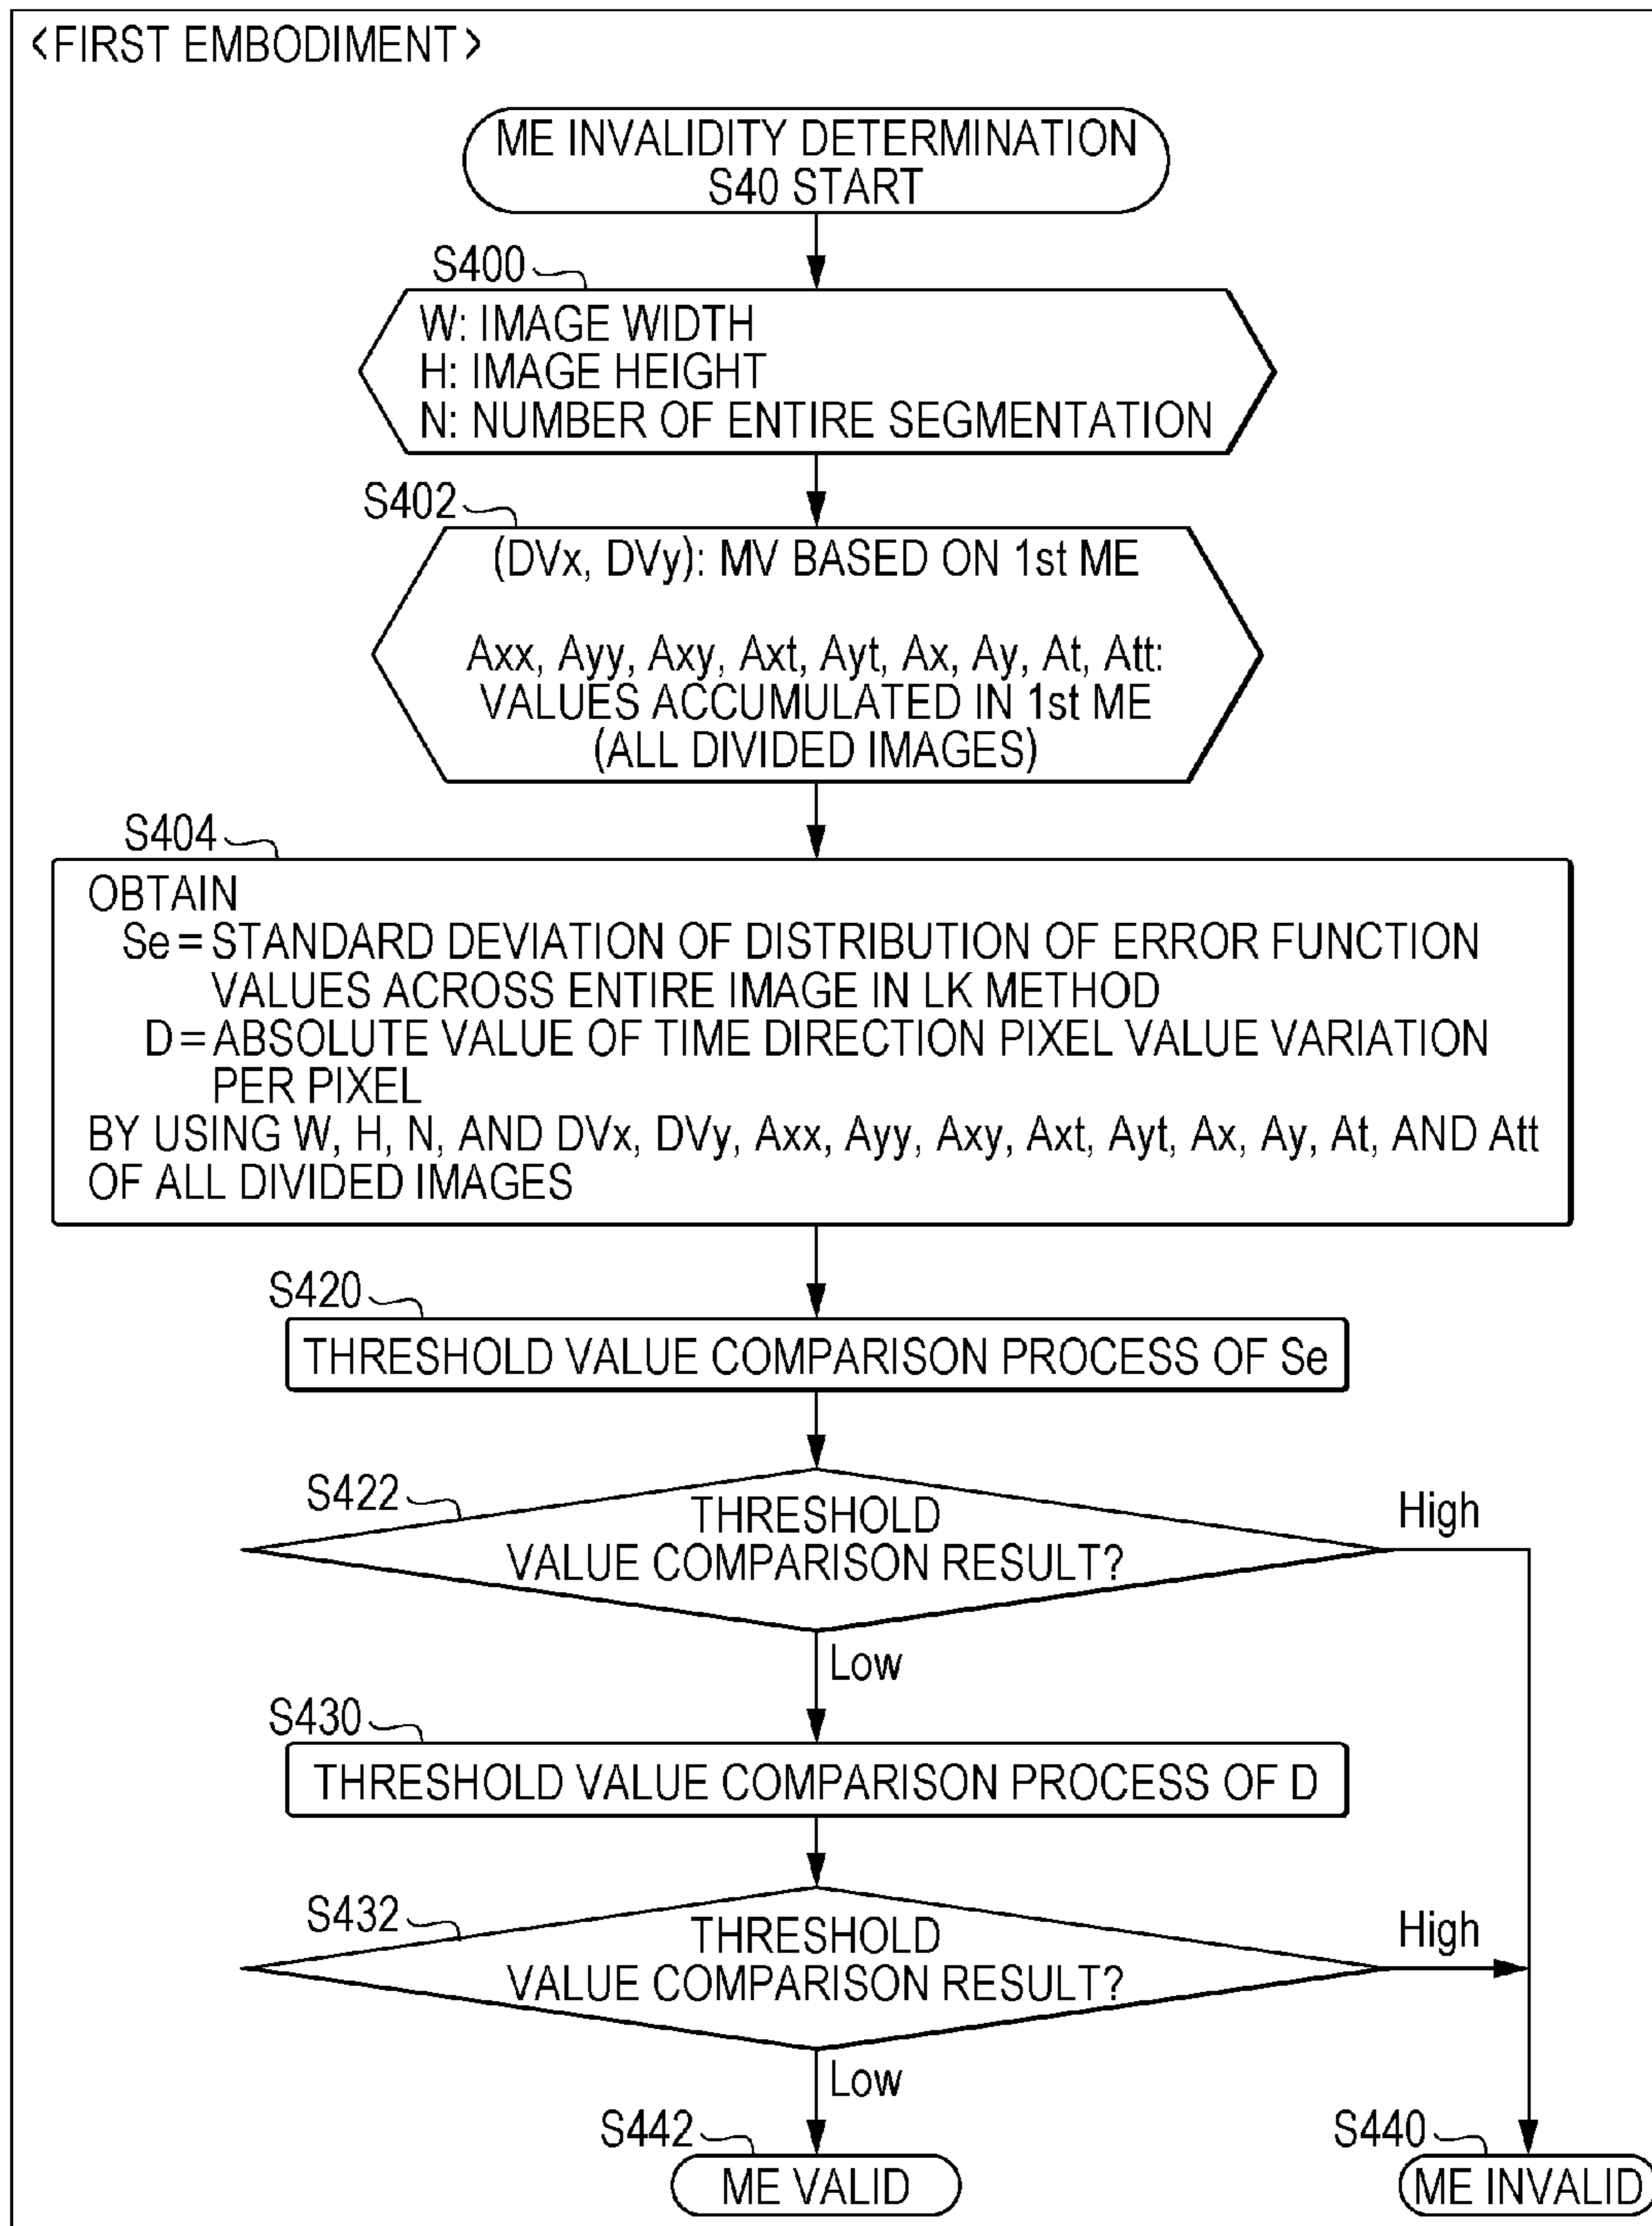 <FIRST EMBODIMENT>
ME INVALIDITY DETERMINATION
S40 START
S400
W: IMAGE WIDTH
H: IMAGE HEIGHT
N: NUMBER OF ENTIRE SEGMENTATION
S402
(DVx, DVy): MV BASED ON 1st ME
Axx, Ayy, Axy, Axt, Ayt, Ax, Ay, At, Att:
VALUES ACCUMULATED IN 1st ME
(ALL DIVIDED IMAGES)
S404
OBTAIN
Se = STANDARD DEVIATION OF DISTRIBUTION OF ERROR FUNCTION
VALUES ACROSS ENTIRE IMAGE IN LK METHOD
D = ABSOLUTE VALUE OF TIME DIRECTION PIXEL VALUE VARIATION
PER PIXEL
BY USING W, H, N, AND DVx, DVy, Axx, Ayy, Axy, Axt, Ayt, Ax, Ay, At, AND Att
OF ALL DIVIDED IMAGES
S420
THRESHOLD VALUE COMPARISON PROCESS OF Se
S422
THRESHOLD
VALUE COMPARISON RESULT?
High
Low
S430
THRESHOLD VALUE COMPARISON PROCESS OF D
S432
THRESHOLD
VALUE COMPARISON RESULT?
High
Low
S442
ME VALID
S440
ME INVALID